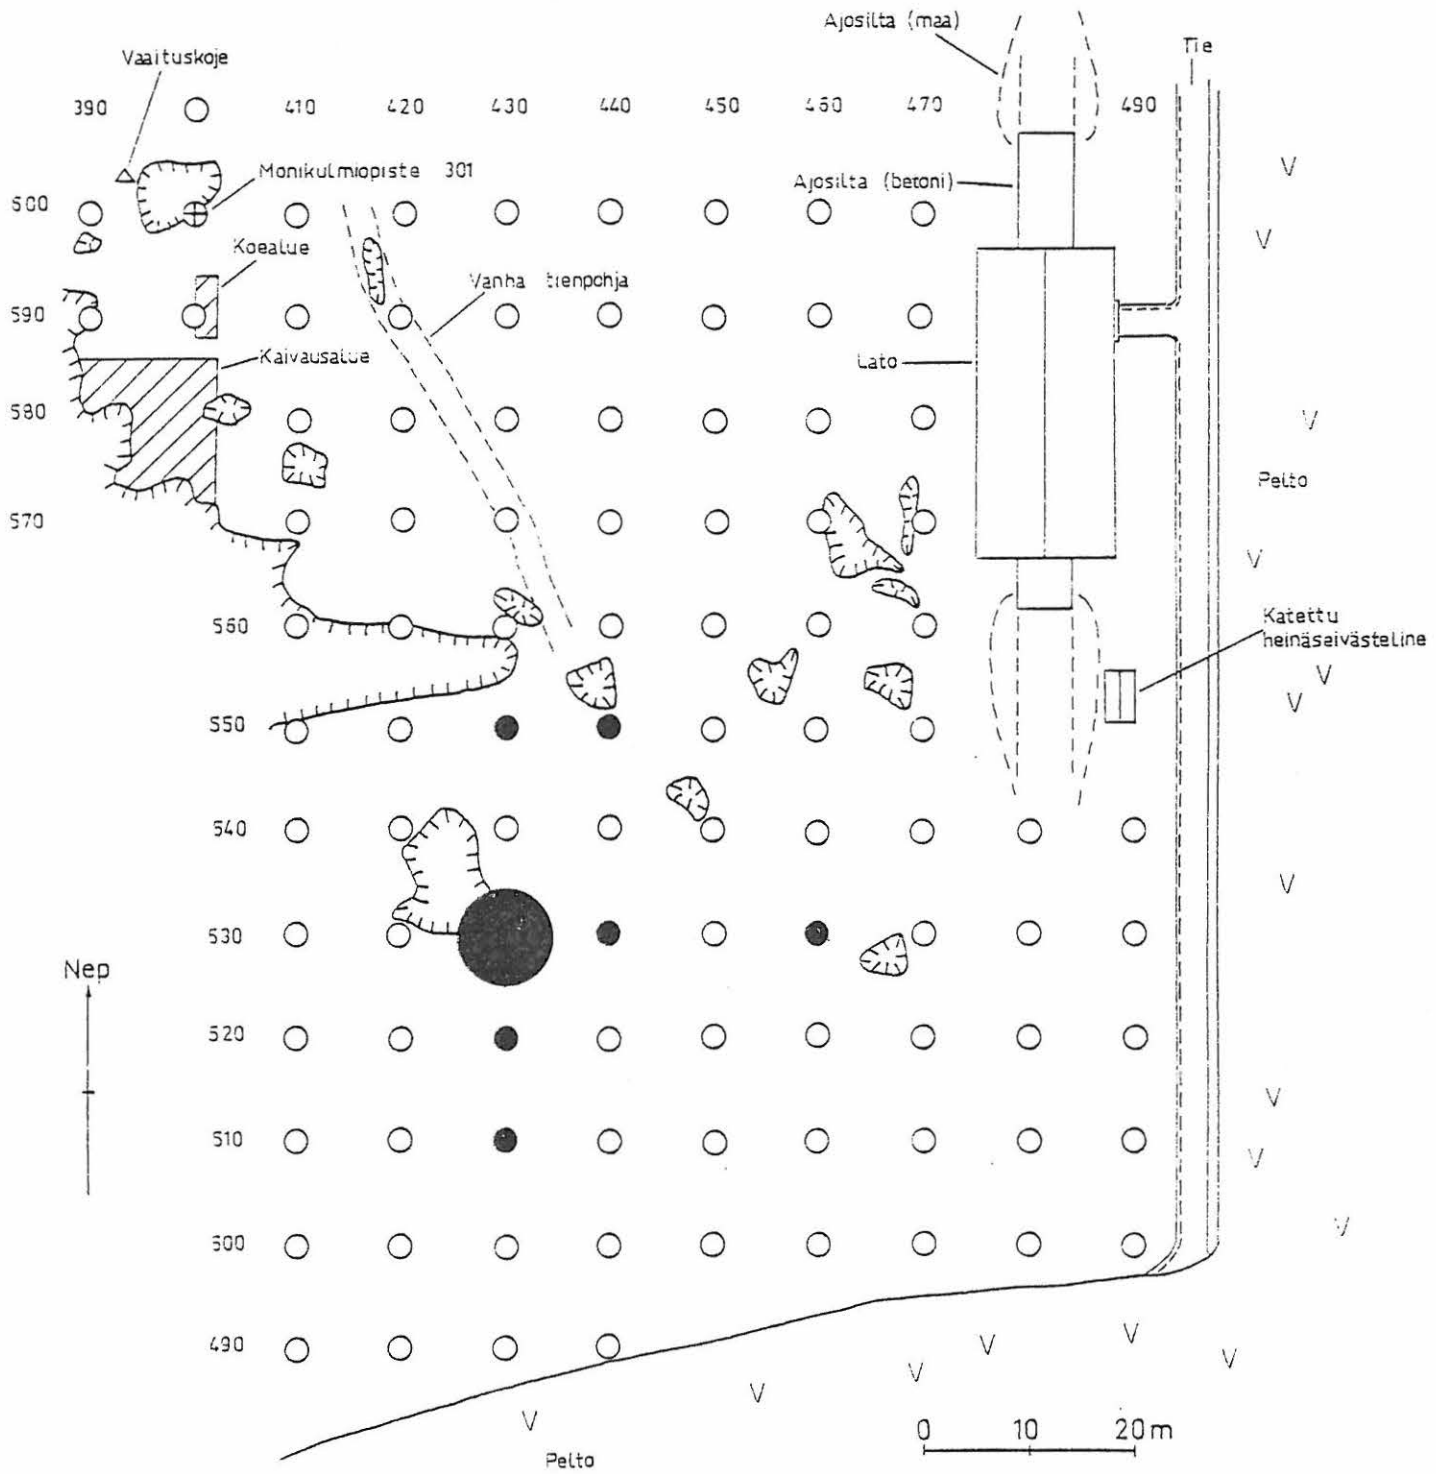 Ajosilta (maa)
Tie
Vaaituskoje
390 410 420 430 440 450 460 470 490
Monikulmiopiste 301
Ajosilta (betoni)
600
Koealue
Vanha tienpohja
590
Kaivausalue
Lato
580
Pelto
570
560
Katettu
heinäseivästeline
550
540
530
Nep
520
510
500
490
0 10 20 m
Pelto